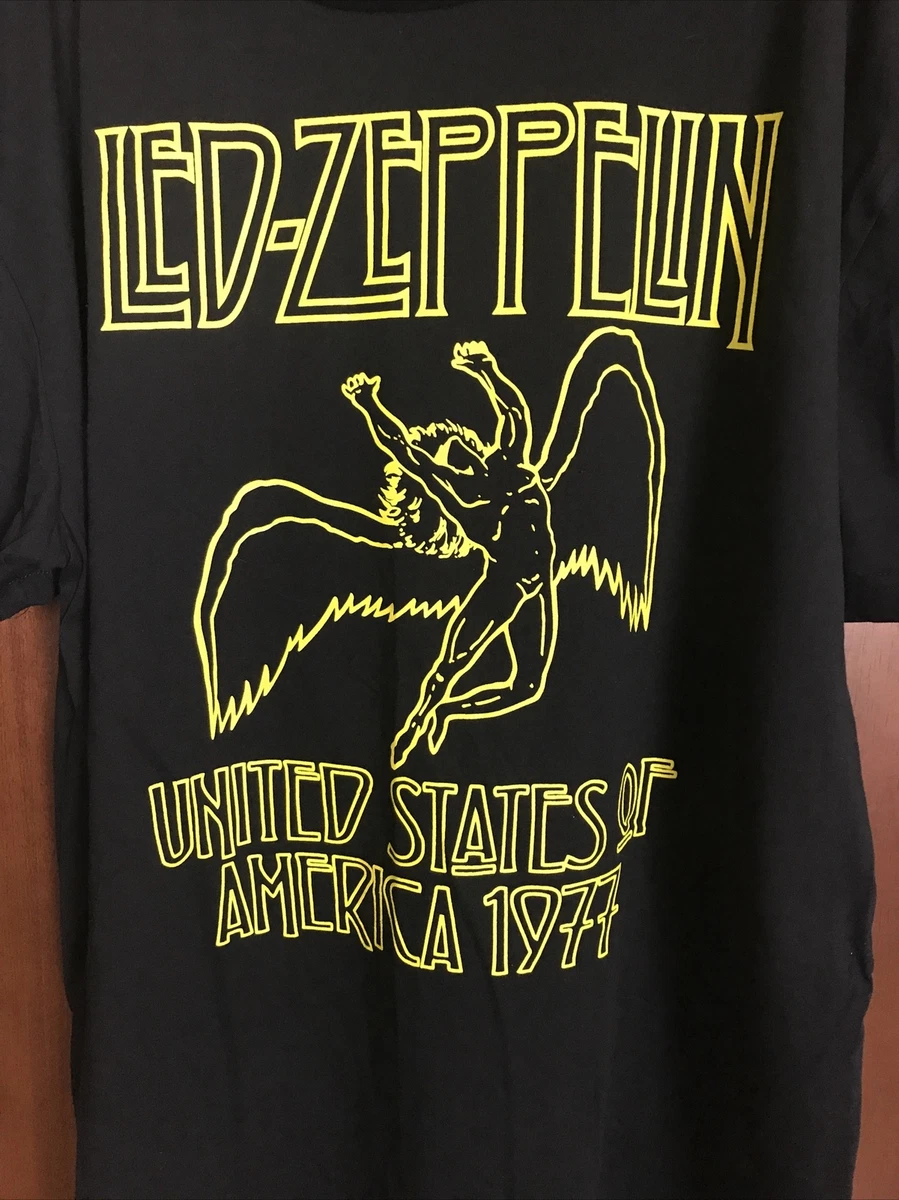 LED-ZEPPELIN
UNITED STATES OF
AMERICA 1977